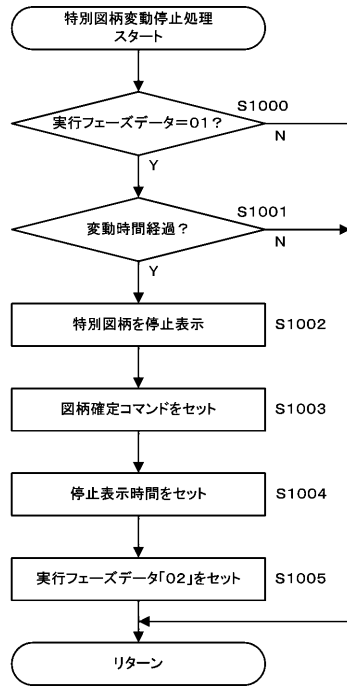 特別図柄変動停止処理
スタート
S1000
実行フェーズデータ＝０１？
N
Y
S1001
変動時間経過？
N
Y
特別図柄を停止表示
S1002
図柄確定コマンドをセット
S1003
停止表示時間をセット
S1004
実行フェーズデータ「０２」をセット
S1005
リターン